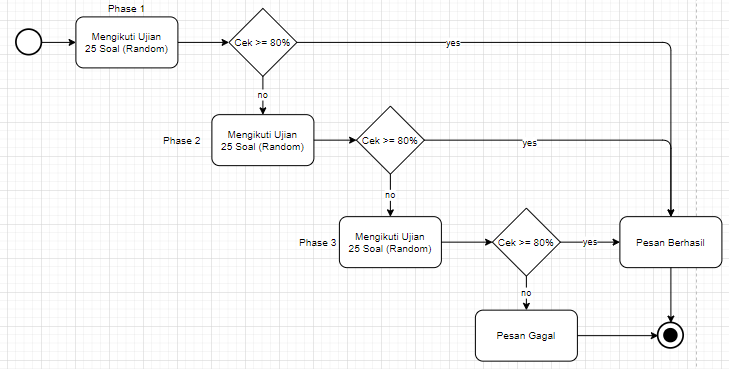 Phase 1
Mengikuti Ujian
25 Soal (Random)
Cek >= 80%
yes
no
Phase 2
Mengikuti Ujian
25 Soal (Random)
Cek >= 80%
yes
no
Phase 3
Mengikuti Ujian
25 Soal (Random)
Cek >= 80%
yes
Pesan Berhasil
no
Pesan Gagal